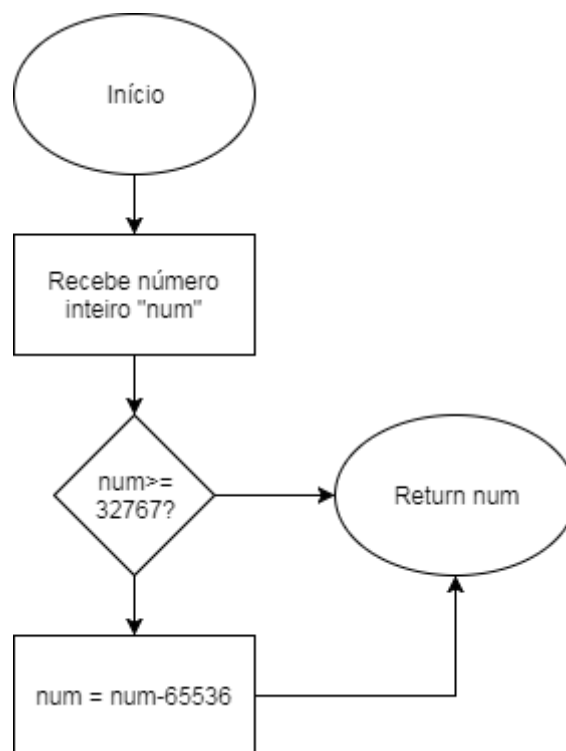 Início
Recebe número
inteiro "num"
num>=
32767?
Return num
num = num-65536